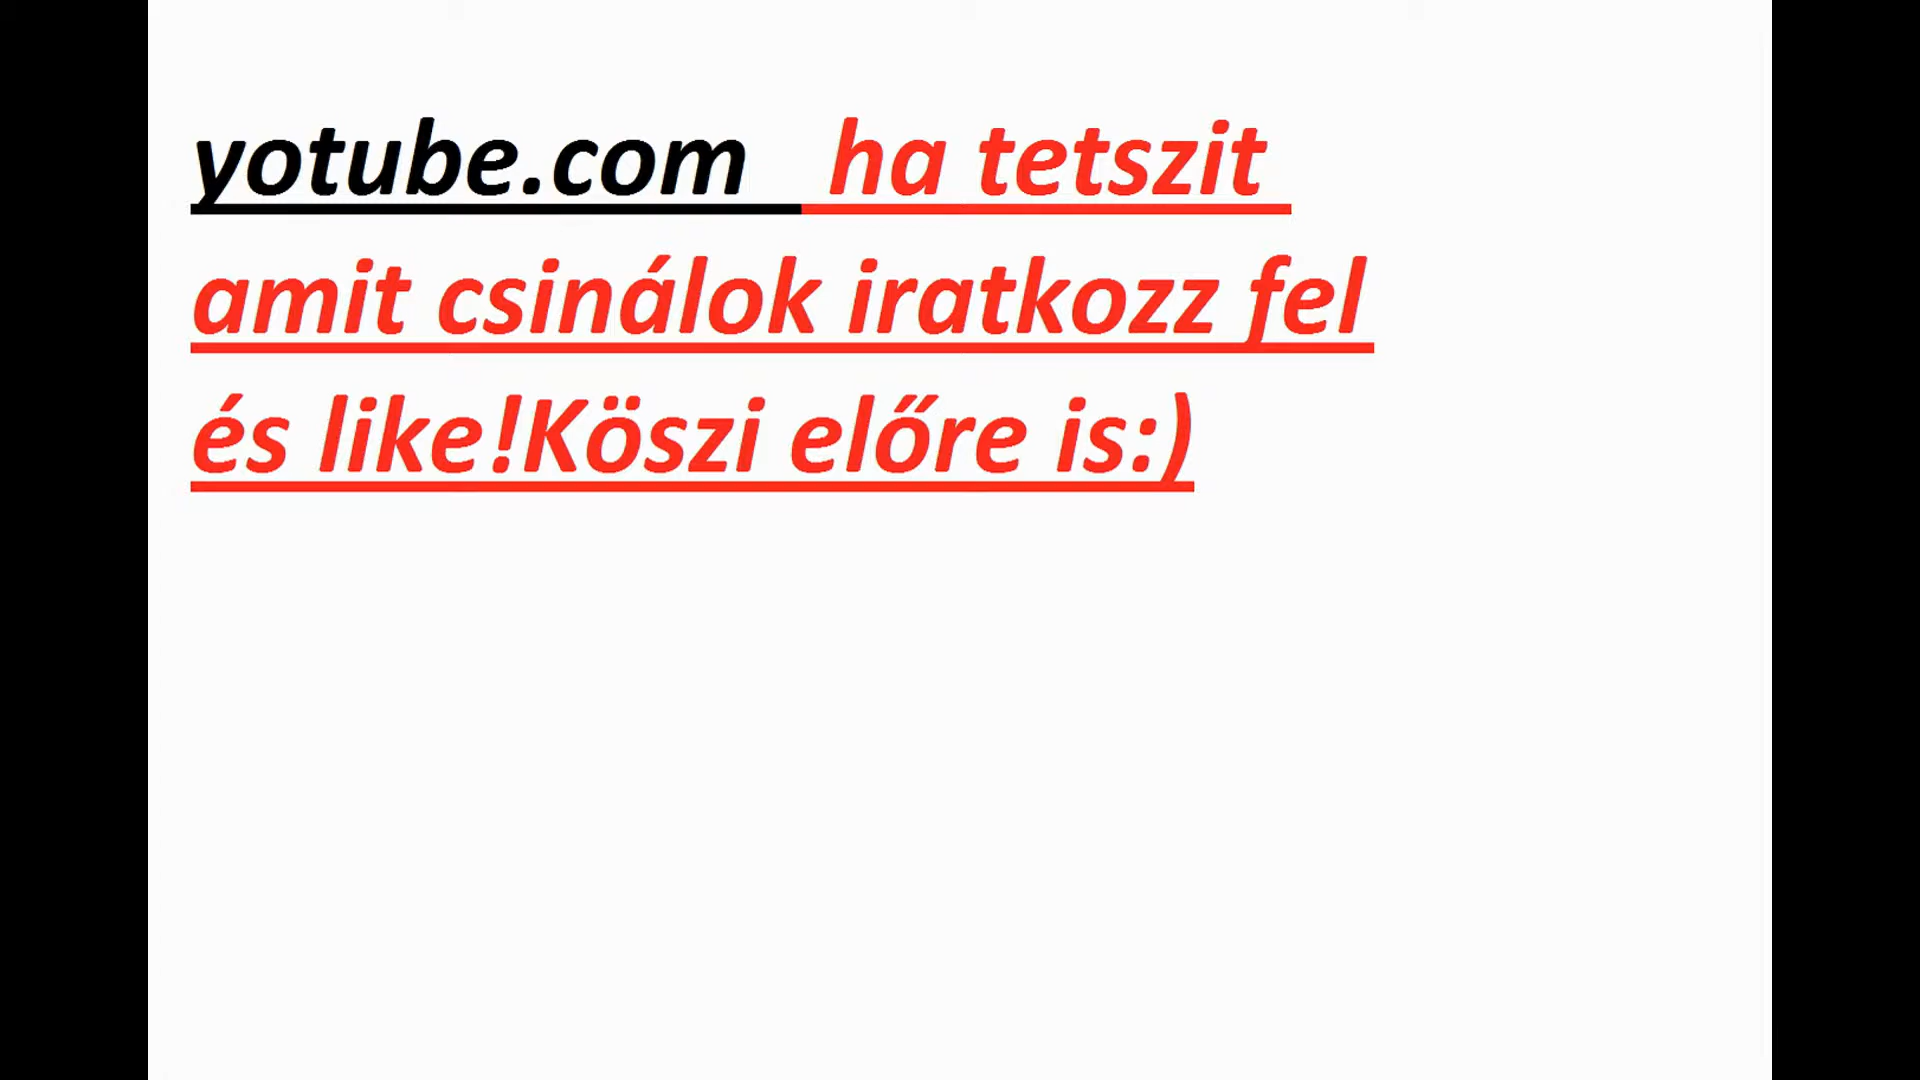 yotube.com  ha tetszit
amit csinálok iratkozz fel
és like!Köszi előre is:)